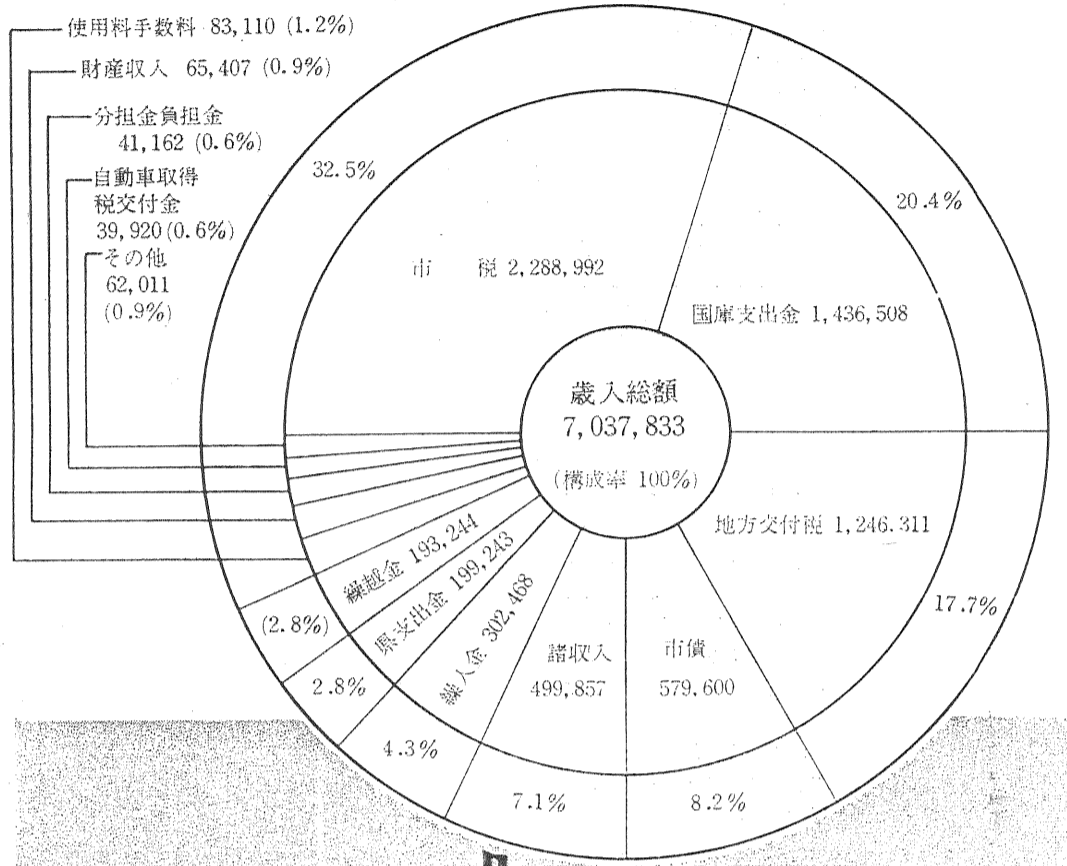 使用料手数料 83,110 (1.2%)
財産収入 65,407 (0.9%)
分担金負担金
41,162 (0.6%)
自動車取得
税交付金
39,920(0.6%)
その他
62,011
(0.9%)
32.5%
20.4%
市 税 2,288,992
国庫支出金 1,436,508
歳入総額
7,037,833
(構成率 100%)
地方交付税 1,246.311
17.7%
市債
579,600
8.2%
諸収入
499,857
7.1%
繰入金 302,468
4.3%
県支出金 199,243
2.8%
繰越金 193,244
(2.8%)